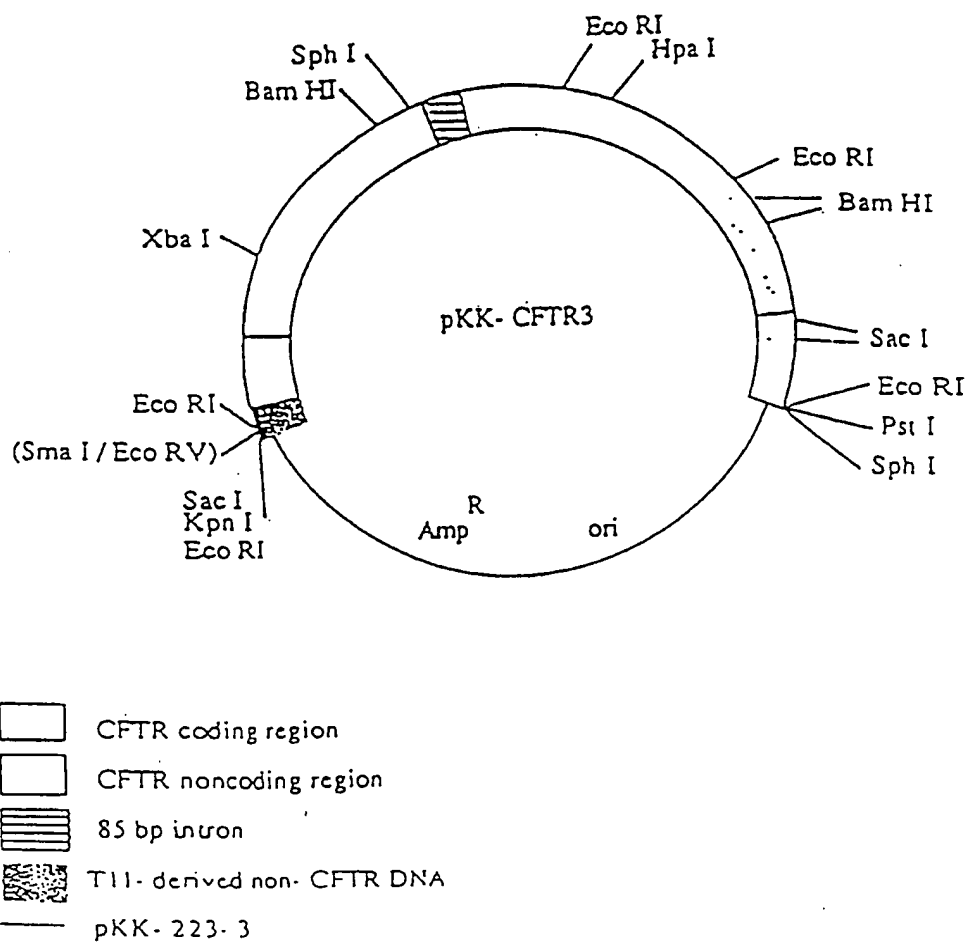 Eco RI
Hpa I
Sph I
Bam HI
Eco RI
Bam HI
Xba I
pKK- CFTR3
Sac I
Eco RI
Eco RI
Pst I
(Sma I / Eco RV)
Sph I
Sac I
Kpn I
Eco RI
Amp R
ori
CFTR coding region
CFTR noncoding region
85 bp intron
T11- derived non- CFTR DNA
pKK- 223- 3